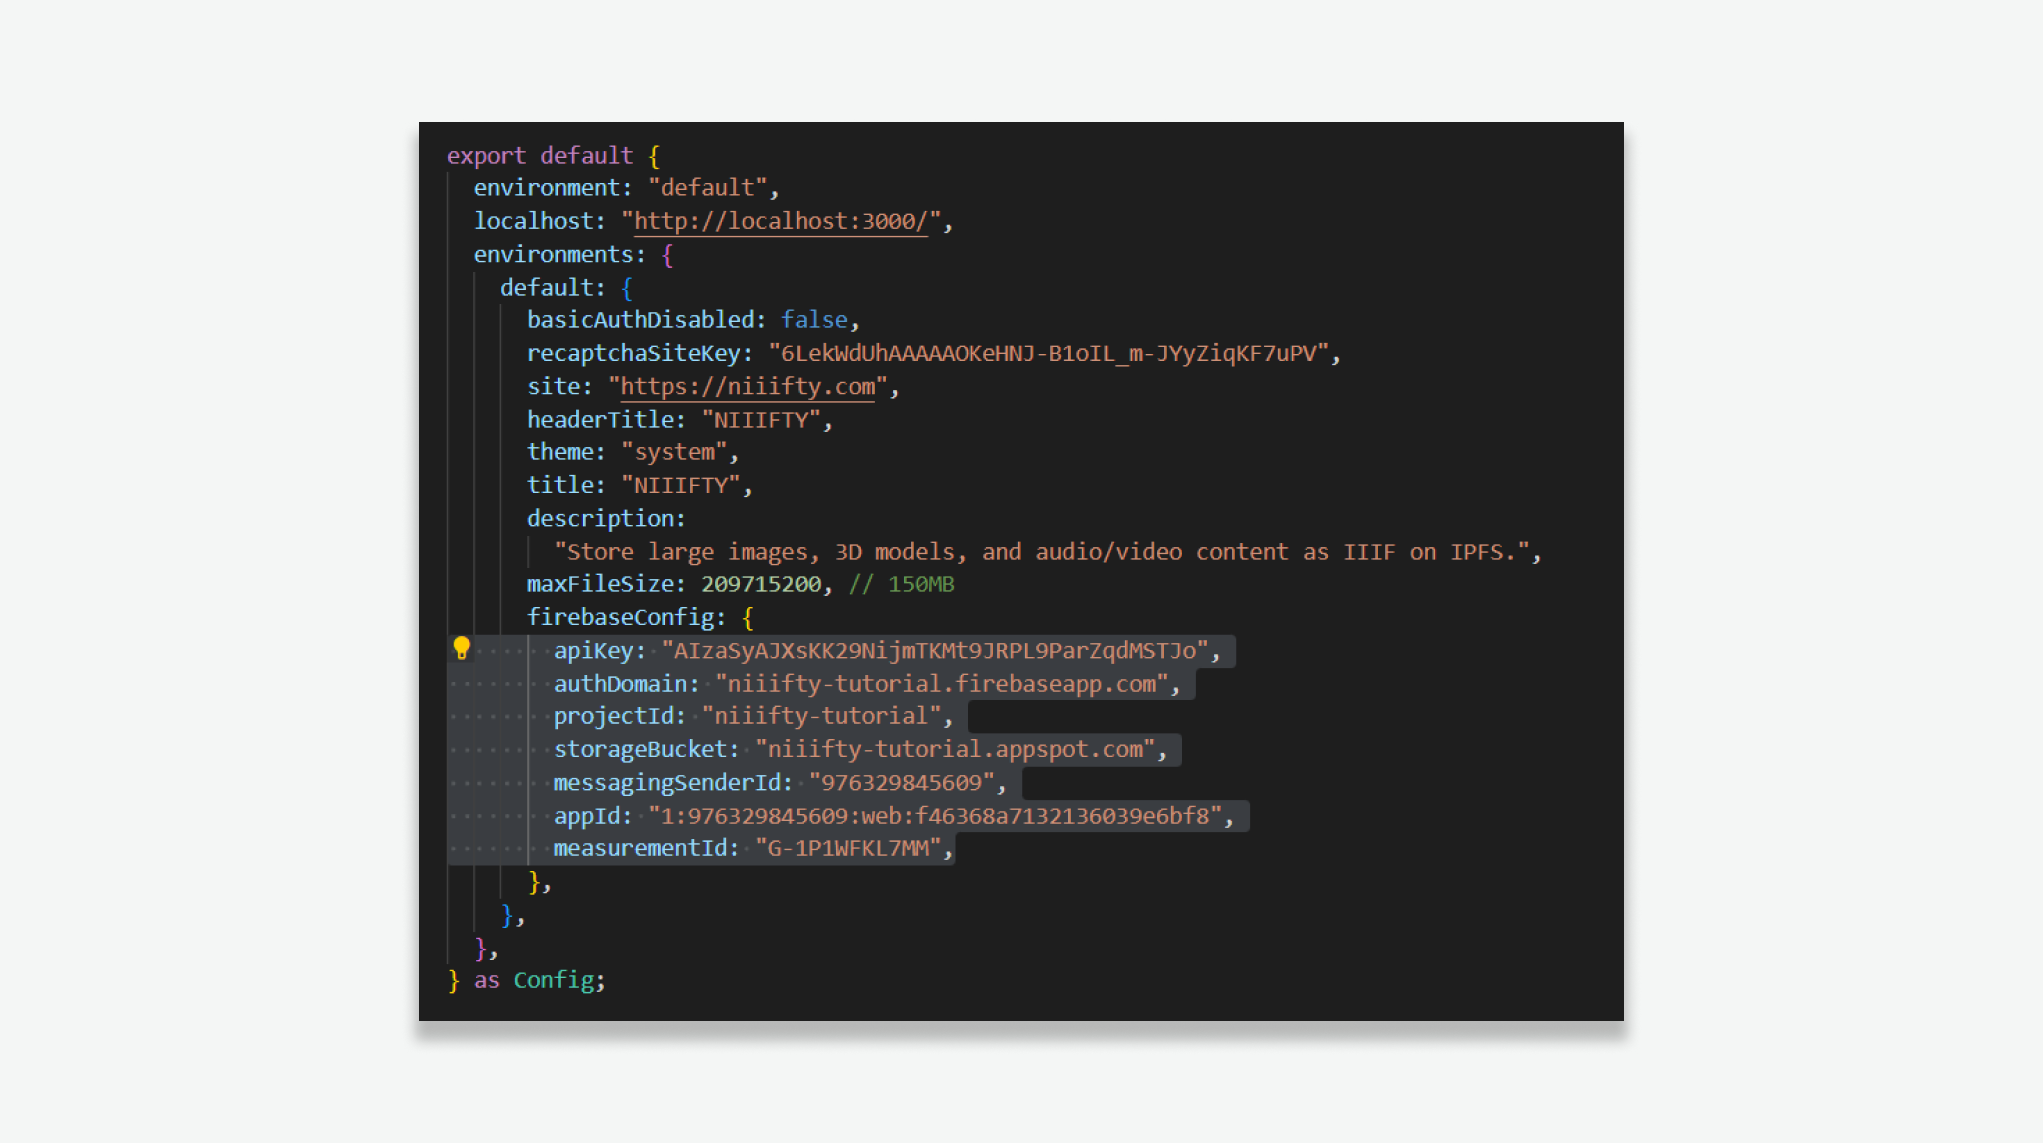 export default {
environment: "default",
localhost: "http://localhost:3000/",
environments: {
default: {
basicAuthDisabled: false,
recaptchaSiteKey: "6LekWdUhAAAAAOKeHNJ-B1oIL_m-JYyZiqKF7uPV",
site: "https://niiifty.com",
headerTitle: "NIIIFTY",
theme: "system",
title: "NIIIFTY",
description:
"Store large images, 3D models, and audio/video content as IIIF on IPFS.",
maxFileSize: 209715200, // 150MB
firebaseConfig: {
apiKey: "AIzaSyAJXsKK29NijmTKMt9JRPL9ParZqdMSTJo",
authDomain: "niiifty-tutorial.firebaseapp.com",
projectId: "niiifty-tutorial",
storageBucket: "niiifty-tutorial.appspot.com",
messagingSenderId: "976329845609",
appId: "1:976329845609:web:f46368a7132136039e6bf8",
measurementId: "G-1P1WFKL7MM",
},
},
},
} as Config;